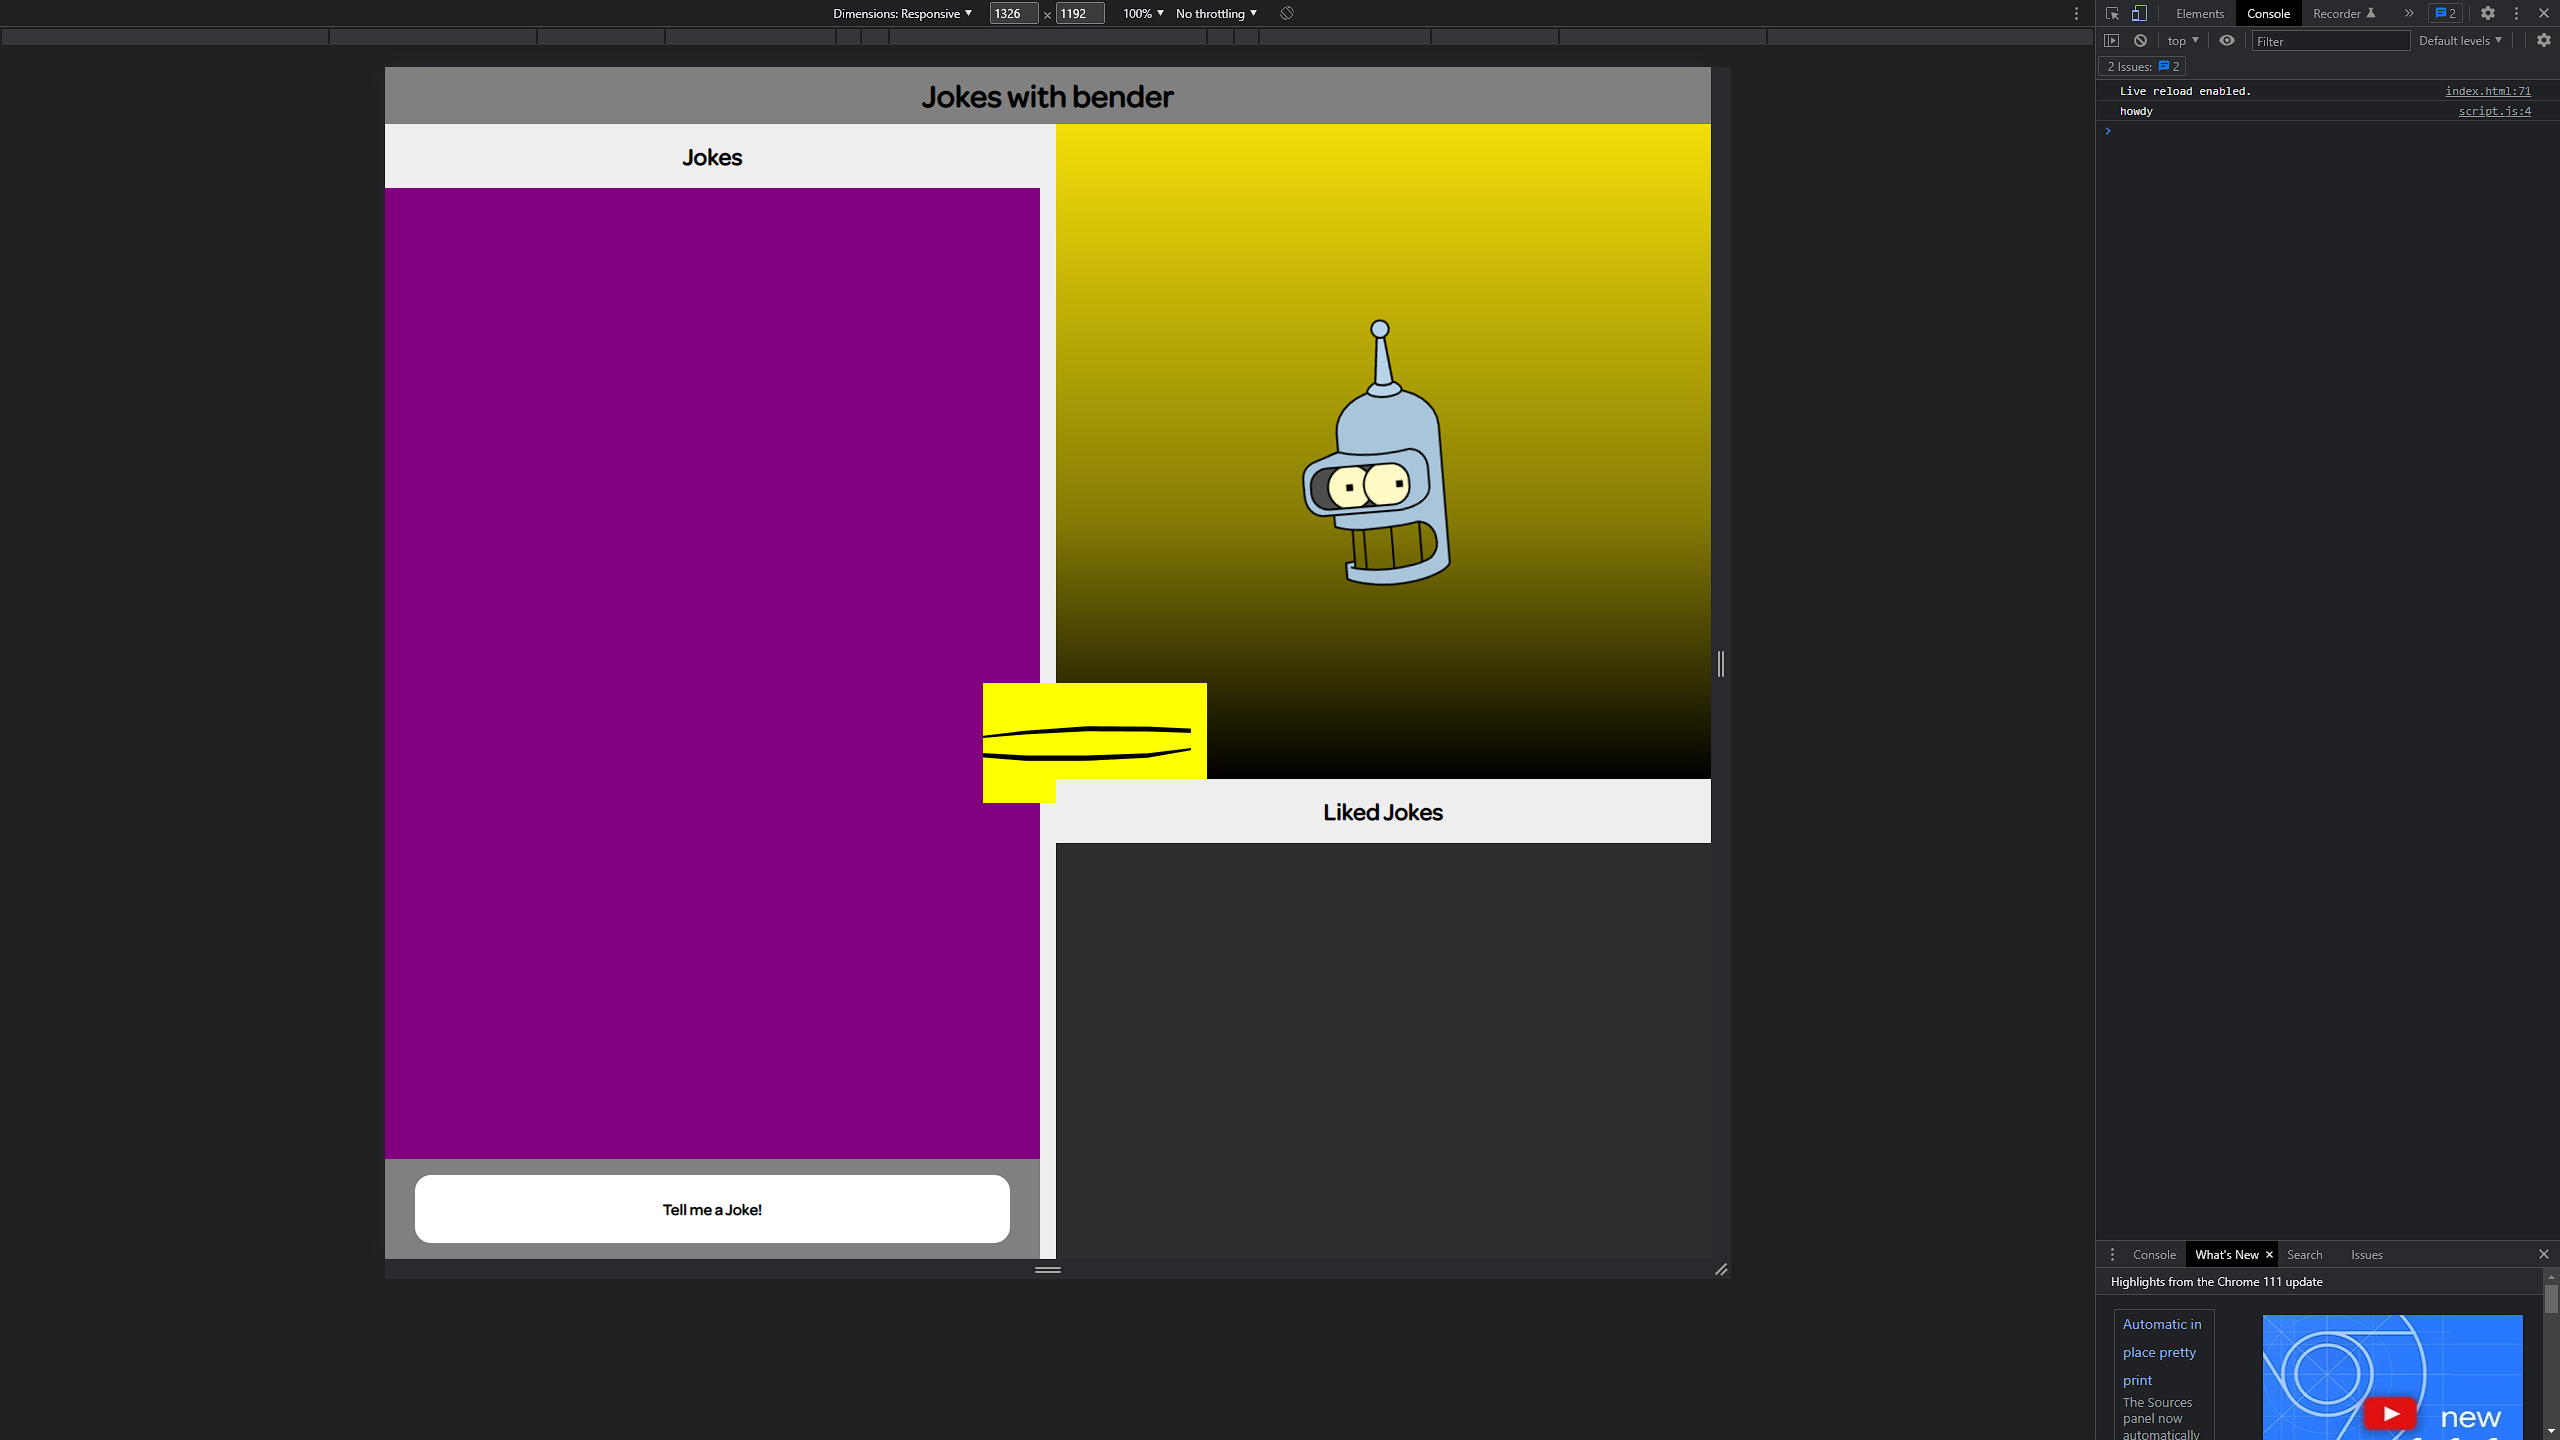 Dimensions: Responsive 1326 × 1192 100% No throttling
Elements Console Recorder 2
top Filter Default levels
2 Issues: 2
Live reload enabled. index.html:71
howdy script.js:4
Jokes with bender
Jokes
Liked Jokes
Tell me a Joke!
Console What's New Search Issues
Highlights from the Chrome 111 update
Automatic in
place pretty
print
The Sources
panel now
automatically
new